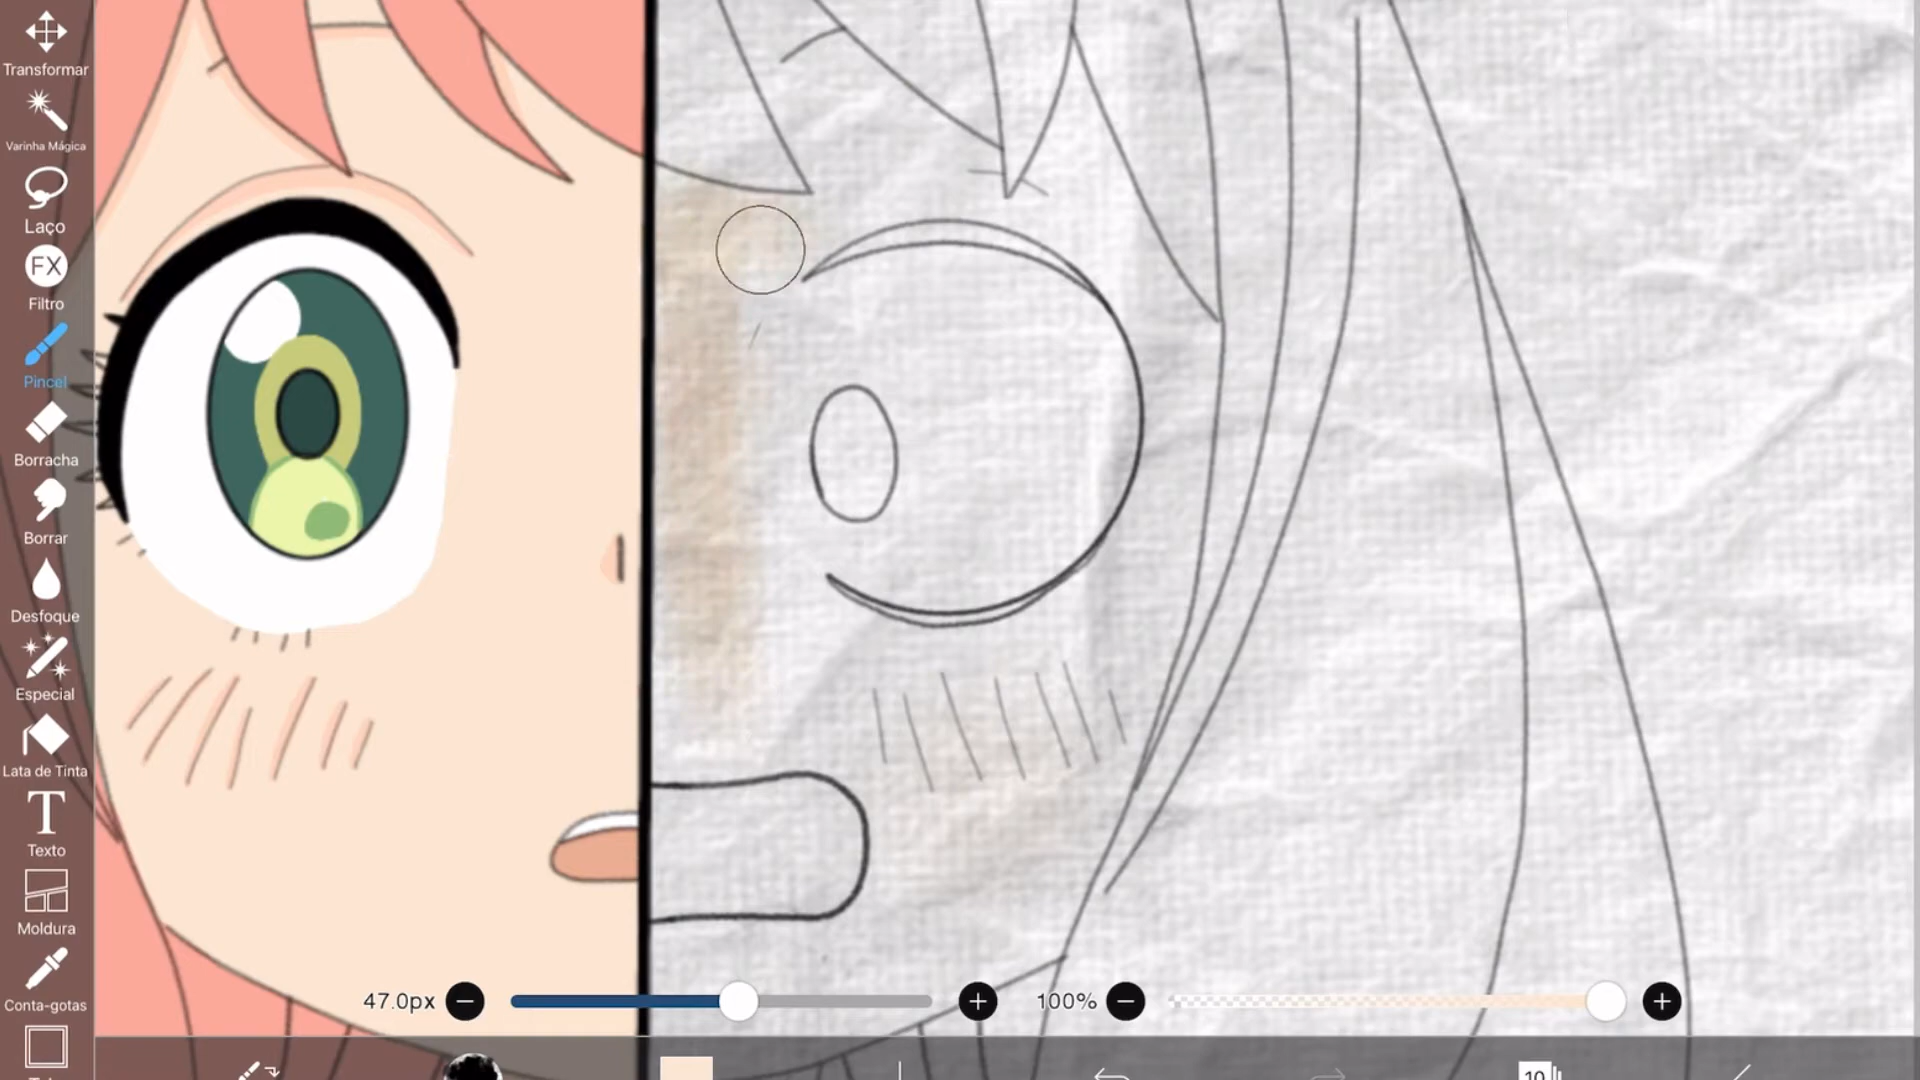 Transformar
Varinha Mágica
Laço
FX
Filtro
Pincel
Borracha
Borrar
Desfoque
Especial
Lata de Tinta
T
Texto
Moldura
Conta-gotas
47.0px
100%
10